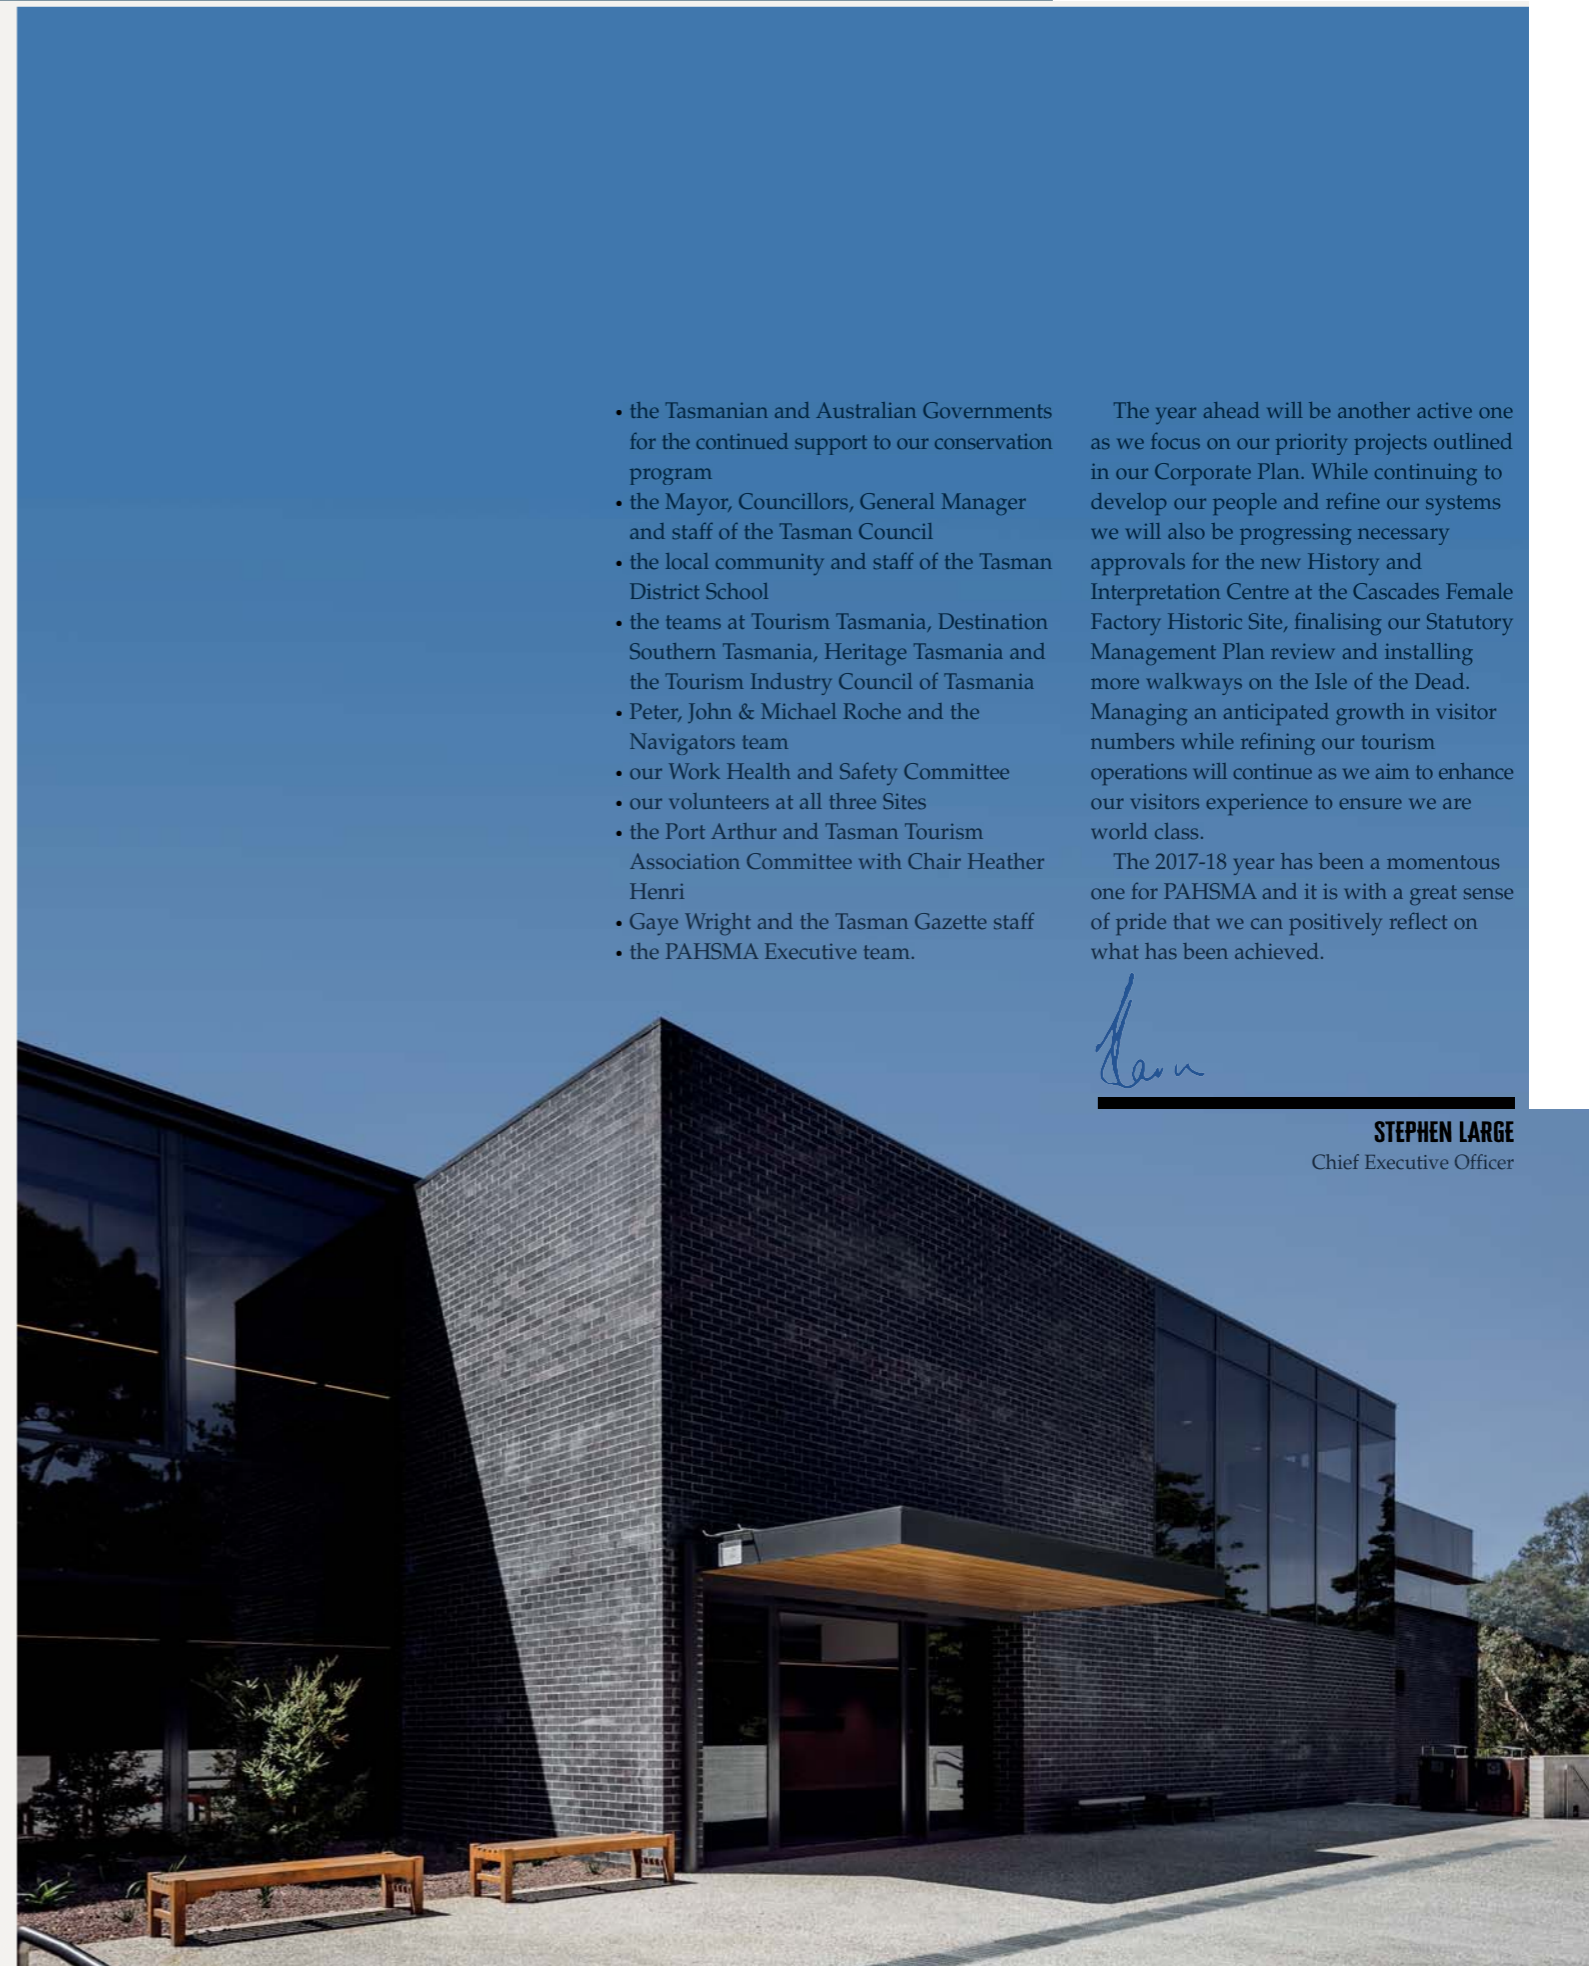 • the Tasmanian and Australian Governments
for the continued support to our conservation
program
• the Mayor, Councillors, General Manager
and staff of the Tasman Council
• the local community and staff of the Tasman
District School
• the teams at Tourism Tasmania, Destination
Southern Tasmania, Heritage Tasmania and
the Tourism Industry Council of Tasmania
• Peter, John & Michael Roche and the
Navigators team
• our Work Health and Safety Committee
• our volunteers at all three Sites
• the Port Arthur and Tasman Tourism
Association Committee with Chair Heather
Henri
• Gaye Wright and the Tasman Gazette staff
• the PAHSMA Executive team.
The year ahead will be another active one
as we focus on our priority projects outlined
in our Corporate Plan. While continuing to
develop our people and refine our systems
we will also be progressing necessary
approvals for the new History and
Interpretation Centre at the Cascades Female
Factory Historic Site, finalising our Statutory
Management Plan review and installing
more walkways on the Isle of the Dead.
Managing an anticipated growth in visitor
numbers while refining our tourism
operations will continue as we aim to enhance
our visitors experience to ensure we are
world class.
The 2017-18 year has been a momentous
one for PAHSMA and it is with a great sense
of pride that we can positively reflect on
what has been achieved.
STEPHEN LARGE
Chief Executive Officer